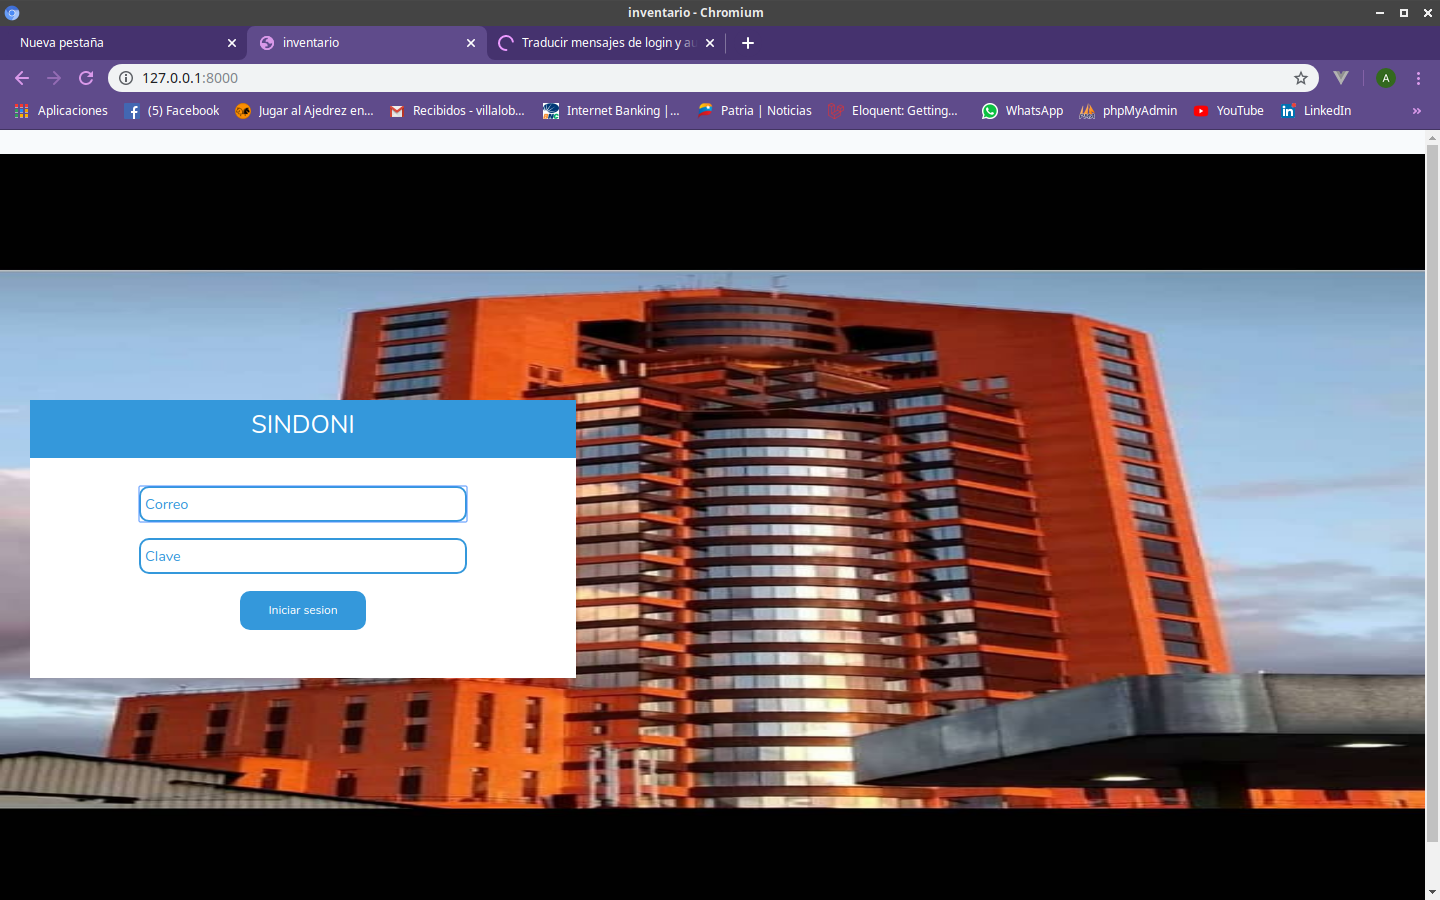 inventario - Chromium
Nueva pestaña
inventario
Traducir mensajes de login y au
127.0.0.1:8000
A
Aplicaciones
(5) Facebook
Jugar al Ajedrez en...
Recibidos - villalob...
Internet Banking |...
Patria | Noticias
Eloquent: Getting...
WhatsApp
phpMyAdmin
YouTube
LinkedIn
»
SINDONI
Correo
Clave
Iniciar sesion